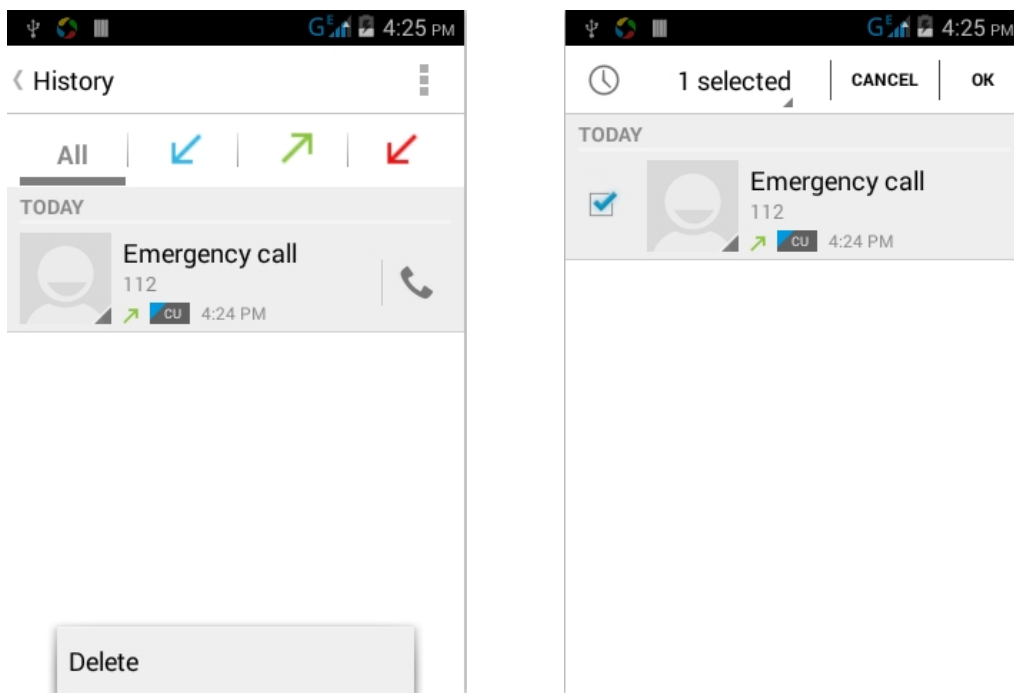 G E 4:25 PM
History
All
TODAY
Emergency call
112
CU 4:24 PM
Delete
G E 4:25 PM
1 selected CANCEL OK
TODAY
Emergency call
112
CU 4:24 PM